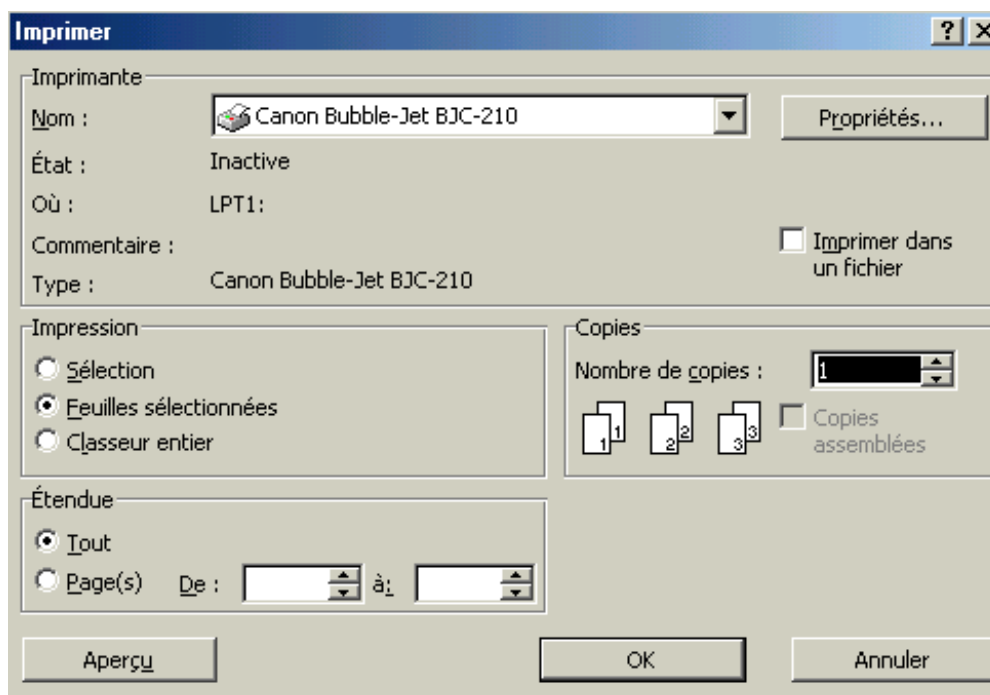 Imprimer
Imprimante
Nom :
Canon Bubble-Jet BJC-210
Propriétés...
État :
Inactive
Où :
LPT1:
Commentaire :
Imprimer dans
un fichier
Type :
Canon Bubble-Jet BJC-210
Impression
Sélection
Feuilles sélectionnées
Classeur entier
Copies
Nombre de copies :
1
1 1 2 2 3 3
Copies
assemblées
Étendue
Tout
Page(s) De : à:
Aperçu
OK
Annuler